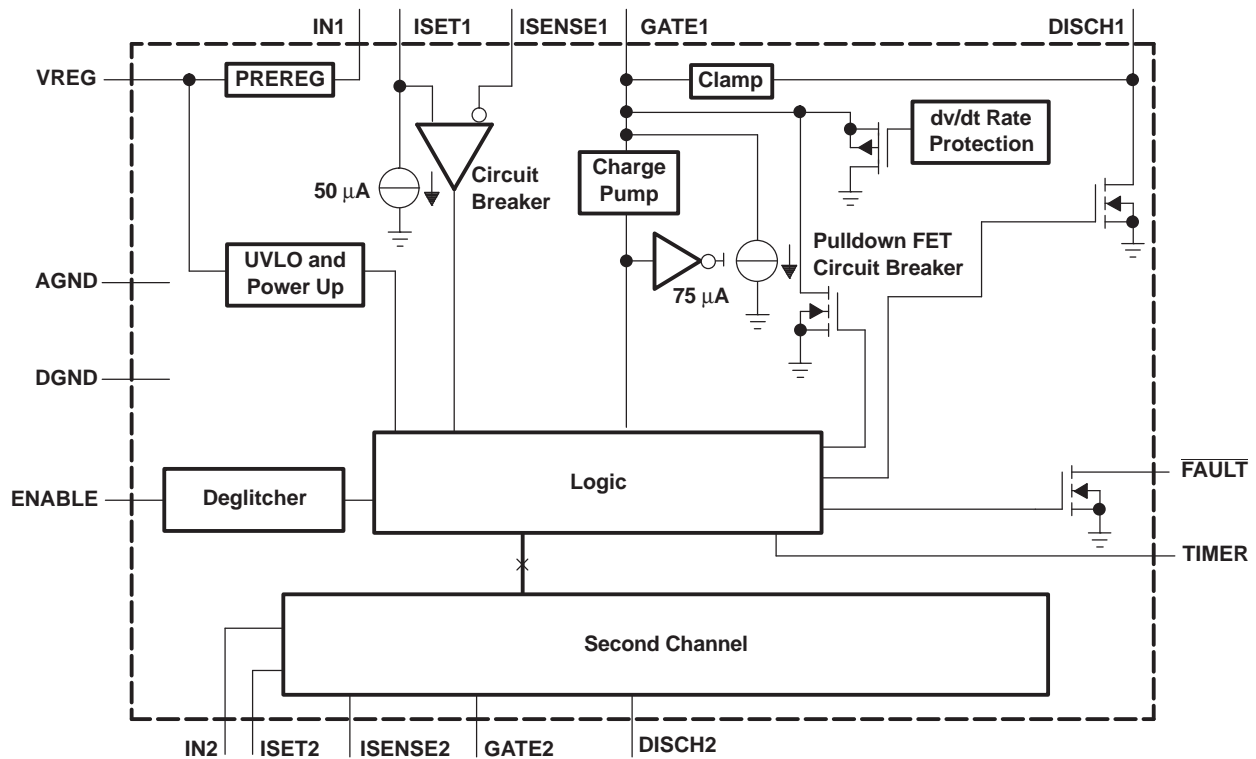 IN1 ISET1 ISENSE1 GATE1 DISCH1
VREG
PREREG
Clamp
dv/dt Rate
Protection
Circuit
Breaker
50 μA
Charge
Pump
UVLO and
Power Up
Pulldown FET
Circuit Breaker
75 μA
AGND
DGND
ENABLE
Deglitcher
Logic
FAULT
TIMER
Second Channel
IN2 ISET2 ISENSE2 GATE2 DISCH2